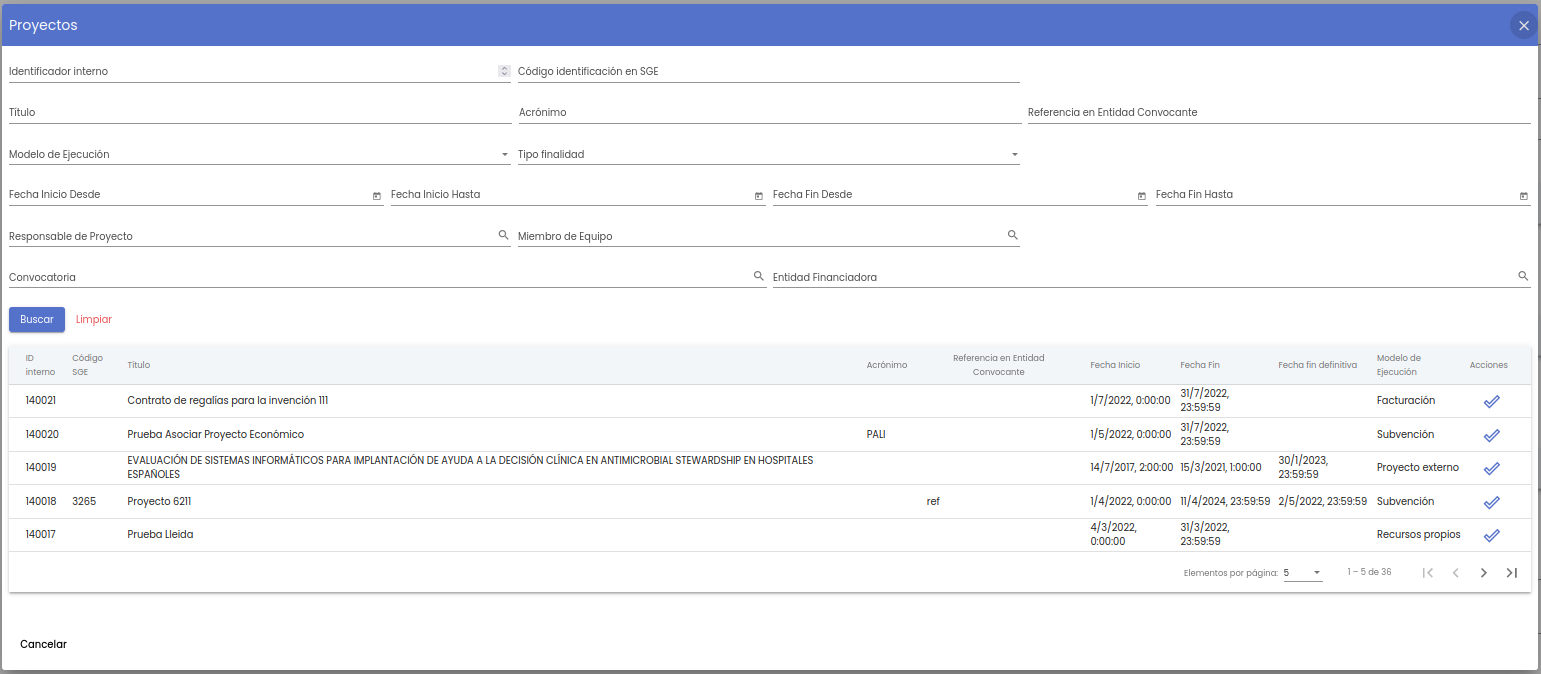 Proyectos
Identificador interno
Código identificación en SGE
Título
Acrónimo
Referencia en Entidad Convocante
Modelo de Ejecución
Tipo finalidad
Fecha Inicio Desde
Fecha Inicio Hasta
Fecha Fin Desde
Fecha Fin Hasta
Responsable de Proyecto
Miembro de Equipo
Convocatoria
Entidad Financiadora
Buscar
Limpiar
ID
interno
Código
SGE
Título
Acrónimo
Referencia en Entidad
Convocante
Fecha Inicio
Fecha Fin
Fecha fin definitiva
Modelo de
Ejecución
Acciones
140021
Contrato de regalías para la invención 111
1/7/2022, 0:00:00
31/7/2022,
23:59:59
Facturación
140020
Prueba Asociar Proyecto Económico
PALI
1/5/2022, 0:00:00
31/7/2022,
23:59:59
Subvención
140019
EVALUACIÓN DE SISTEMAS INFORMÁTICOS PARA IMPLANTACIÓN DE AYUDA A LA DECISIÓN CLÍNICA EN ANTIMICROBIAL STEWARDSHIP EN HOSPITALES
ESPAÑOLES
14/7/2017, 2:00:00
15/3/2021, 1:00:00
30/1/2023,
23:59:59
Proyecto externo
140018
3265
Proyecto 6211
ref
1/4/2022, 0:00:00
11/4/2024, 23:59:59
2/5/2022, 23:59:59
Subvención
140017
Prueba Lleida
4/3/2022,
0:00:00
31/3/2022,
23:59:59
Recursos propios
Elementos por página:
5
1 – 5 de 36
Cancelar